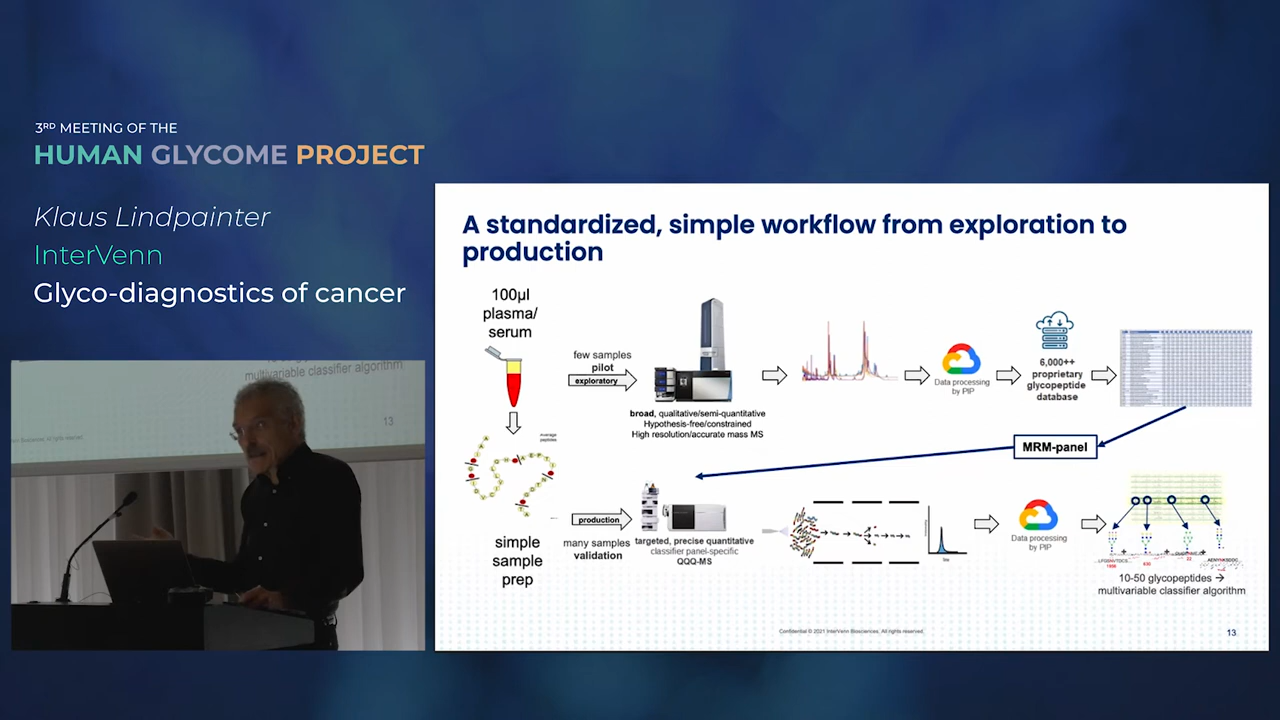 3RD MEETING OF THE
HUMAN GLYCOME PROJECT
Klaus Lindpainter
InterVenn
Glyco-diagnostics of cancer
multivariable classifier algorithm
13
A standardized, simple workflow from exploration to
production
100µl
plasma/
serum
few samples
pilot
exploratory
broad, qualitative/semi-quantitative
Hypothesis-free/constrained
High resolution/accurate mass MS
Data processing
by PIP
6,000++
proprietary
glycopeptide
database
MRM-panel
simple
sample
prep
production
many samples
validation
targeted, precise quantitative
classifier panel-specific
QQQ-MS
Data processing
by PIP
10-50 glycopeptides →
multivariable classifier algorithm
Confidential © 2021 InterVenn Biosciences. All rights reserved.
13